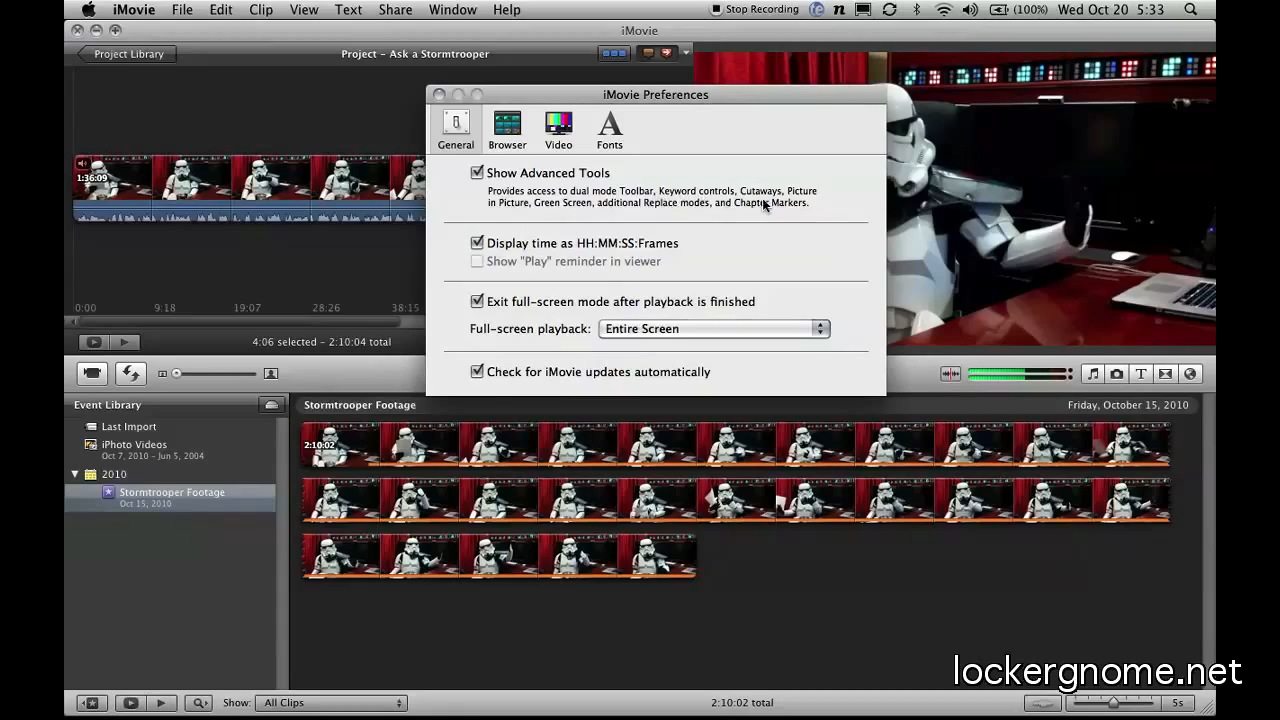 iMovie File Edit Clip View Text Share Window Help
Stop Recording
(100%) Wed Oct 20 5:33
iMovie
Project Library
Project - Ask a Stormtrooper
iMovie Preferences
General Browser Video Fonts
Show Advanced Tools
Provides access to dual mode Toolbar, Keyword controls, Cutaways, Picture
in Picture, Green Screen, additional Replace modes, and Chapter Markers.
1:36:09
Display time as HH:MM:SS:Frames
Show "Play" reminder in viewer
Exit full-screen mode after playback is finished
0:00 9:18 19:07 28:26 38:15
Full-screen playback: Entire Screen
4:06 selected - 2:10:04 total
Check for iMovie updates automatically
Event Library
Stormtrooper Footage
Friday, October 15, 2010
Last Import
iPhoto Videos
Oct 7, 2010 - Jun 5, 2004
2010
Stormtrooper Footage
Oct 15, 2010
2:10:02
lockergnome.net
Show: All Clips
2:10:02 total
5s